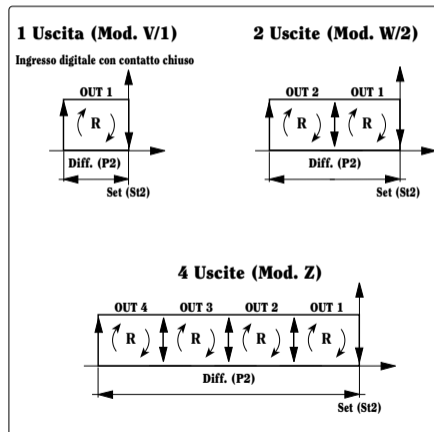 1 Uscita (Mod. V/1)
Ingresso digitale con contatto chiuso
OUT 1
R
Diff. (P2)
Set (St2)
2 Uscite (Mod. W/2)
OUT 2 OUT 1
R R
Diff. (P2)
Set (St2)
4 Uscite (Mod. Z)
OUT 4 OUT 3 OUT 2 OUT 1
R R R R
Diff. (P2)
Set (St2)